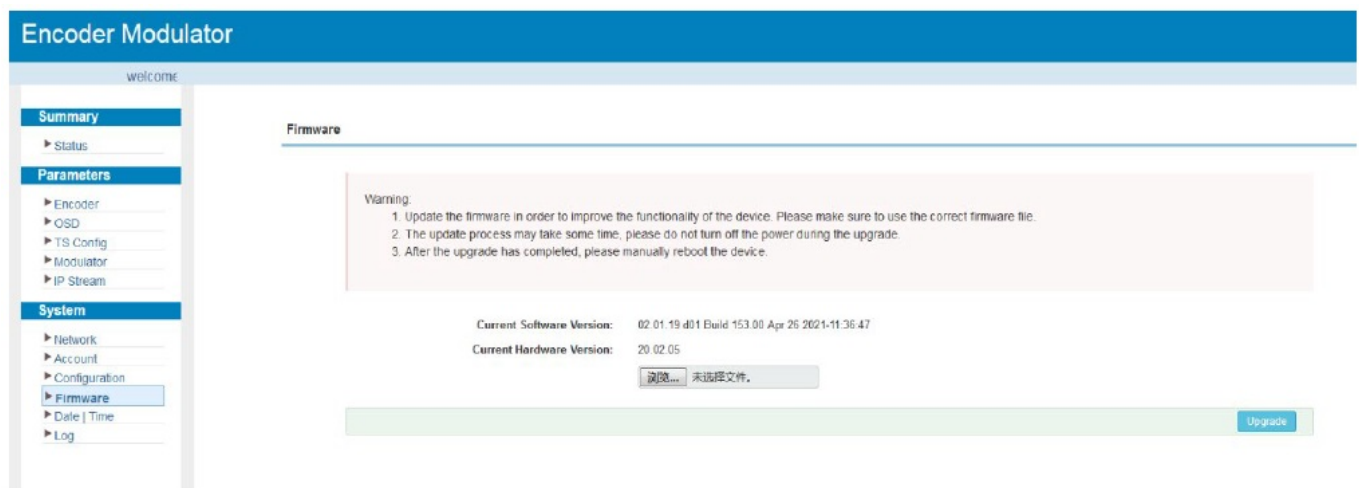 Encoder Modulator
welcome
Summary
Status
Parameters
Encoder
OSD
TS Config
Modulator
IP Stream
System
Network
Account
Configuration
Firmware
Date | Time
Log
Firmware
Warning:
1. Update the firmware in order to improve the functionality of the device. Please make sure to use the correct firmware file.
2. The update process may take some time, please do not turn off the power during the upgrade.
3. After the upgrade has completed, please manually reboot the device.
Current Software Version: 02.01.19 d01 Build 153.00 Apr 26 2021-11:36:47
Current Hardware Version: 20.02.05
浏览... 未选择文件。
Upgrade